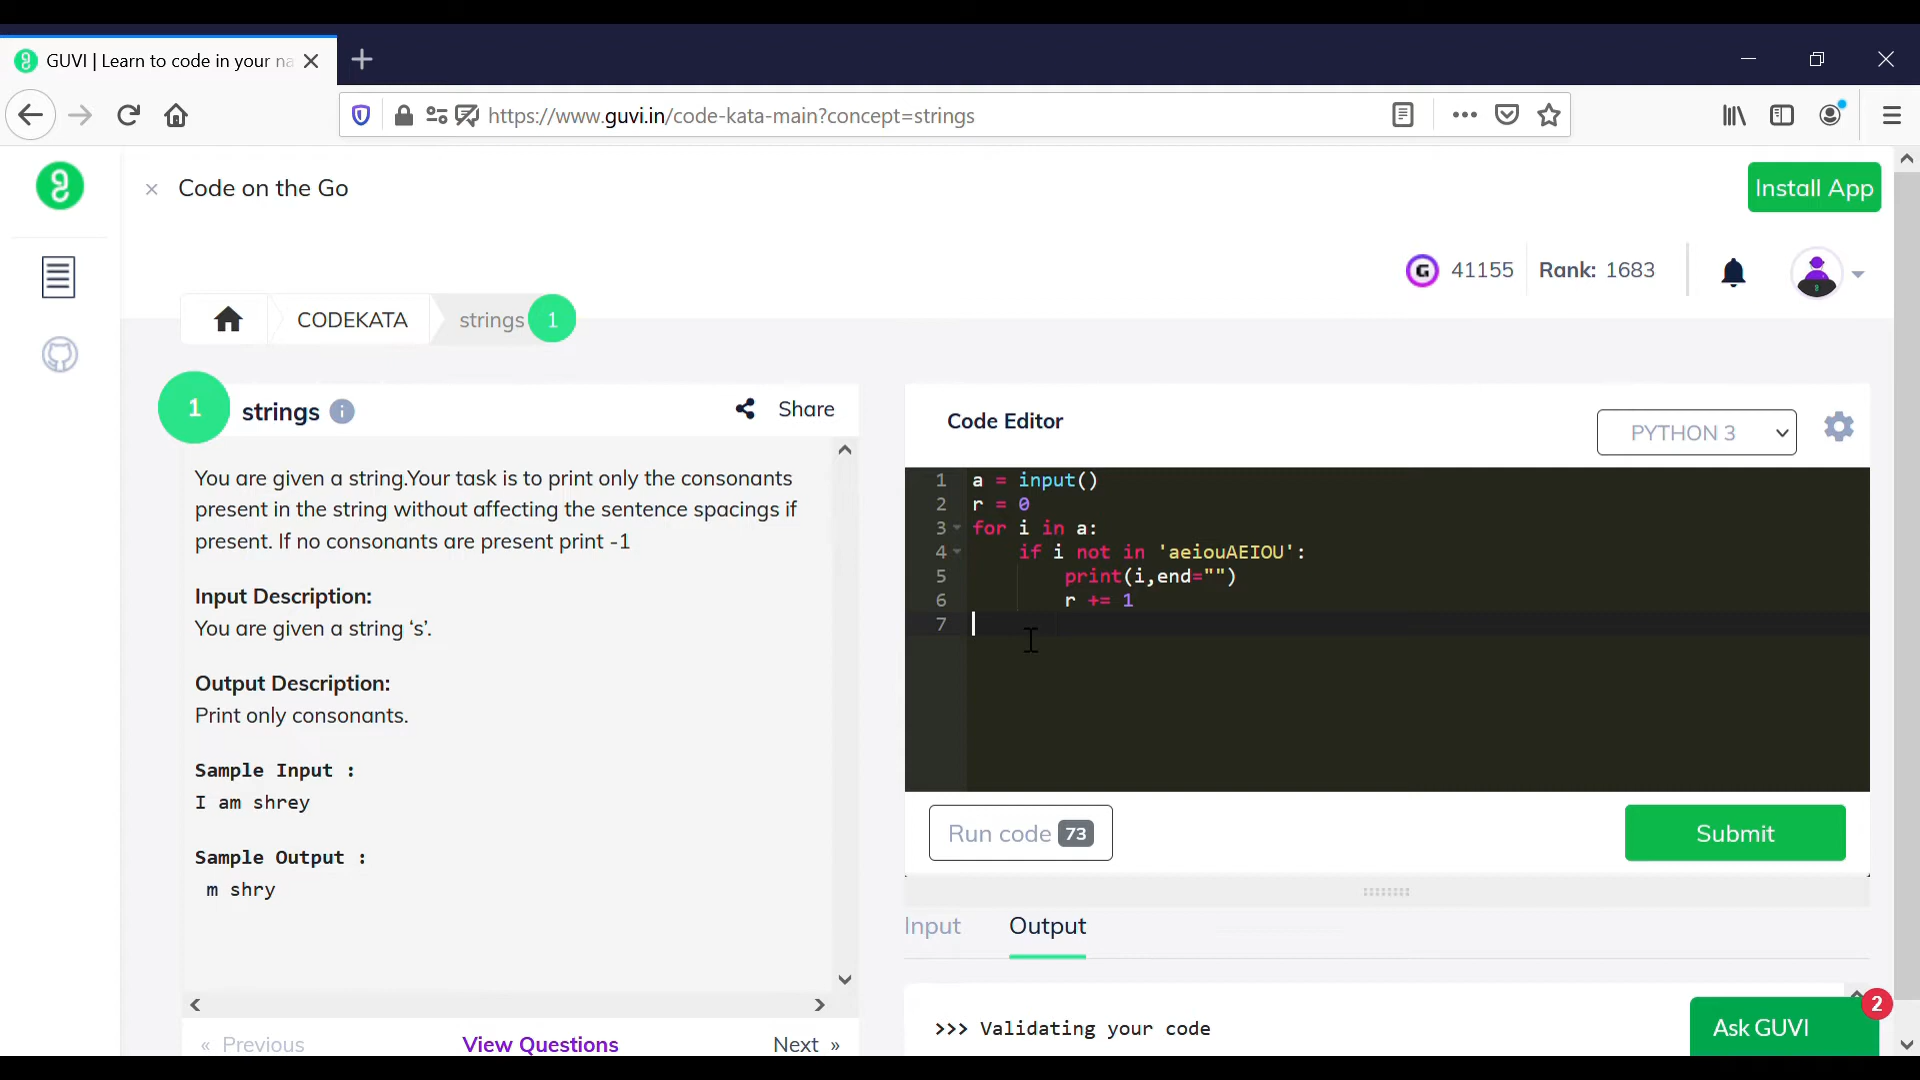 GUVI | Learn to code in your na
https://www.guvi.in/code-kata-main?concept=strings
Code on the Go
Install App
41155
Rank: 1683
CODEKATA
strings 1
1 strings
Share
You are given a string.Your task is to print only the consonants
present in the string without affecting the sentence spacings if
present. If no consonants are present print -1
Input Description:
You are given a string ‘s’.
Output Description:
Print only consonants.
Sample Input :
I am shrey
Sample Output :
m shry
« Previous
View Questions
Next »
Code Editor
PYTHON 3
1 a = input()
2 r = 0
3 for i in a:
4 if i not in 'aeiouAEIOU':
5 print(i,end="")
6 r += 1
7
Run code 73
Submit
Input
Output
>>> Validating your code
Ask GUVI
2